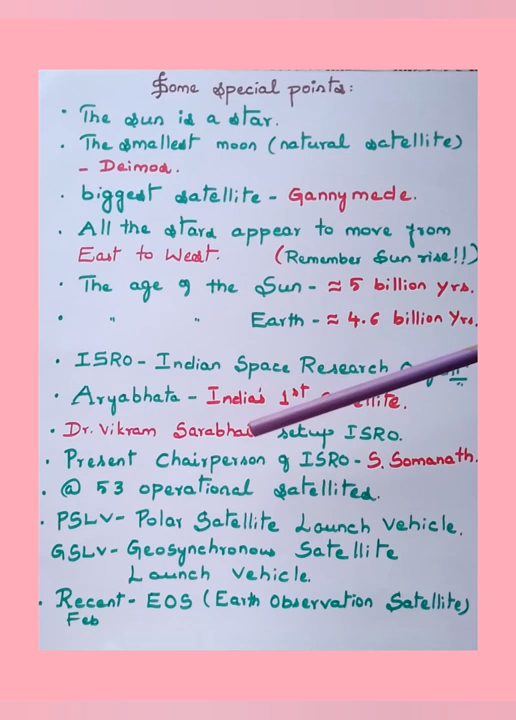 Some special points:
• The sun is a star.
• The smallest moon (natural satellite)
- Deimos.
• biggest satellite - Gannymede.
• All the stars appear to move from
East to West. (Remember Sun rise!!)
• The age of the Sun - ≈ 5 billion yrs.
• " " Earth - ≈ 4.6 billion Yrs.
• ISRO - Indian Space Research
• Aryabhata - India's 1st satellite.
• Dr. Vikram Sarabhai setup ISRO.
• Present Chairperson of ISRO - S. Somanath.
• @ 53 operational satellites.
• PSLV - Polar Satellite Launch Vehicle.
GSLV - Geosynchronous Satellite
Launch Vehicle.
• Recent - EOS (Earth Observation Satellite)
Feb